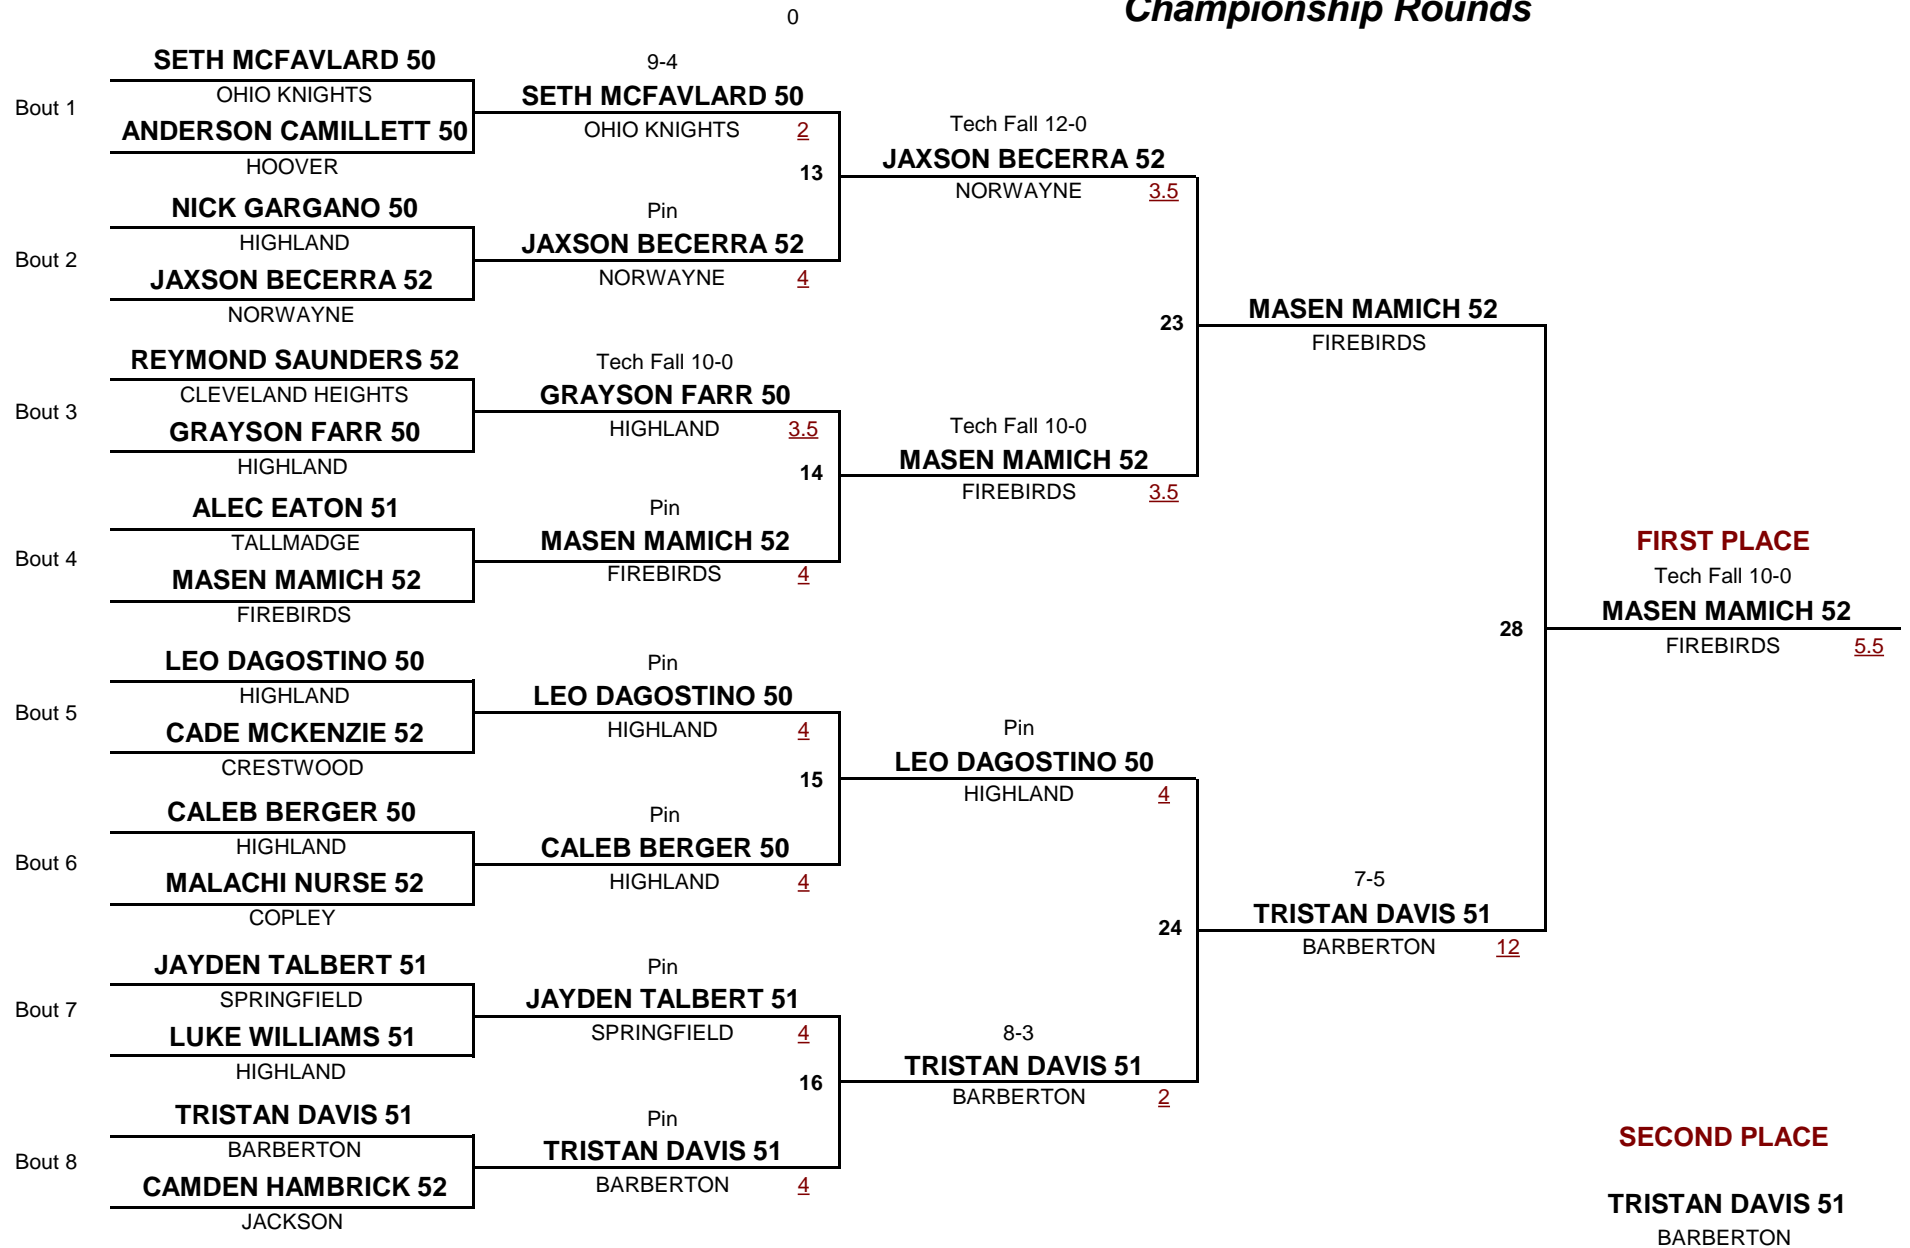 Championship Rounds
0
SETH MCFAVLARD 50
OHIO KNIGHTS
Bout 1
ANDERSON CAMILLETT 50
HOOVER
NICK GARGANO 50
HIGHLAND
Bout 2
JAXSON BECERRA 52
NORWAYNE
REYMOND SAUNDERS 52
CLEVELAND HEIGHTS
Bout 3
GRAYSON FARR 50
HIGHLAND
ALEC EATON 51
TALLMADGE
Bout 4
MASEN MAMICH 52
FIREBIRDS
LEO DAGOSTINO 50
HIGHLAND
Bout 5
CADE MCKENZIE 52
CRESTWOOD
CALEB BERGER 50
HIGHLAND
Bout 6
MALACHI NURSE 52
COPLEY
JAYDEN TALBERT 51
SPRINGFIELD
Bout 7
LUKE WILLIAMS 51
HIGHLAND
TRISTAN DAVIS 51
BARBERTON
Bout 8
CAMDEN HAMBRICK 52
JACKSON
9-4
SETH MCFAVLARD 50
OHIO KNIGHTS 2
13
Pin
JAXSON BECERRA 52
NORWAYNE 4
Tech Fall 10-0
GRAYSON FARR 50
HIGHLAND 3.5
14
Pin
MASEN MAMICH 52
FIREBIRDS 4
Pin
LEO DAGOSTINO 50
HIGHLAND 4
15
Pin
CALEB BERGER 50
HIGHLAND 4
Pin
JAYDEN TALBERT 51
SPRINGFIELD 4
16
Pin
TRISTAN DAVIS 51
BARBERTON 4
Tech Fall 12-0
JAXSON BECERRA 52
NORWAYNE 3.5
23
Tech Fall 10-0
MASEN MAMICH 52
FIREBIRDS 3.5
Pin
LEO DAGOSTINO 50
HIGHLAND 4
24
8-3
TRISTAN DAVIS 51
BARBERTON 2
MASEN MAMICH 52
FIREBIRDS
28
7-5
TRISTAN DAVIS 51
BARBERTON 12
FIRST PLACE
Tech Fall 10-0
MASEN MAMICH 52
FIREBIRDS 5.5
SECOND PLACE
TRISTAN DAVIS 51
BARBERTON